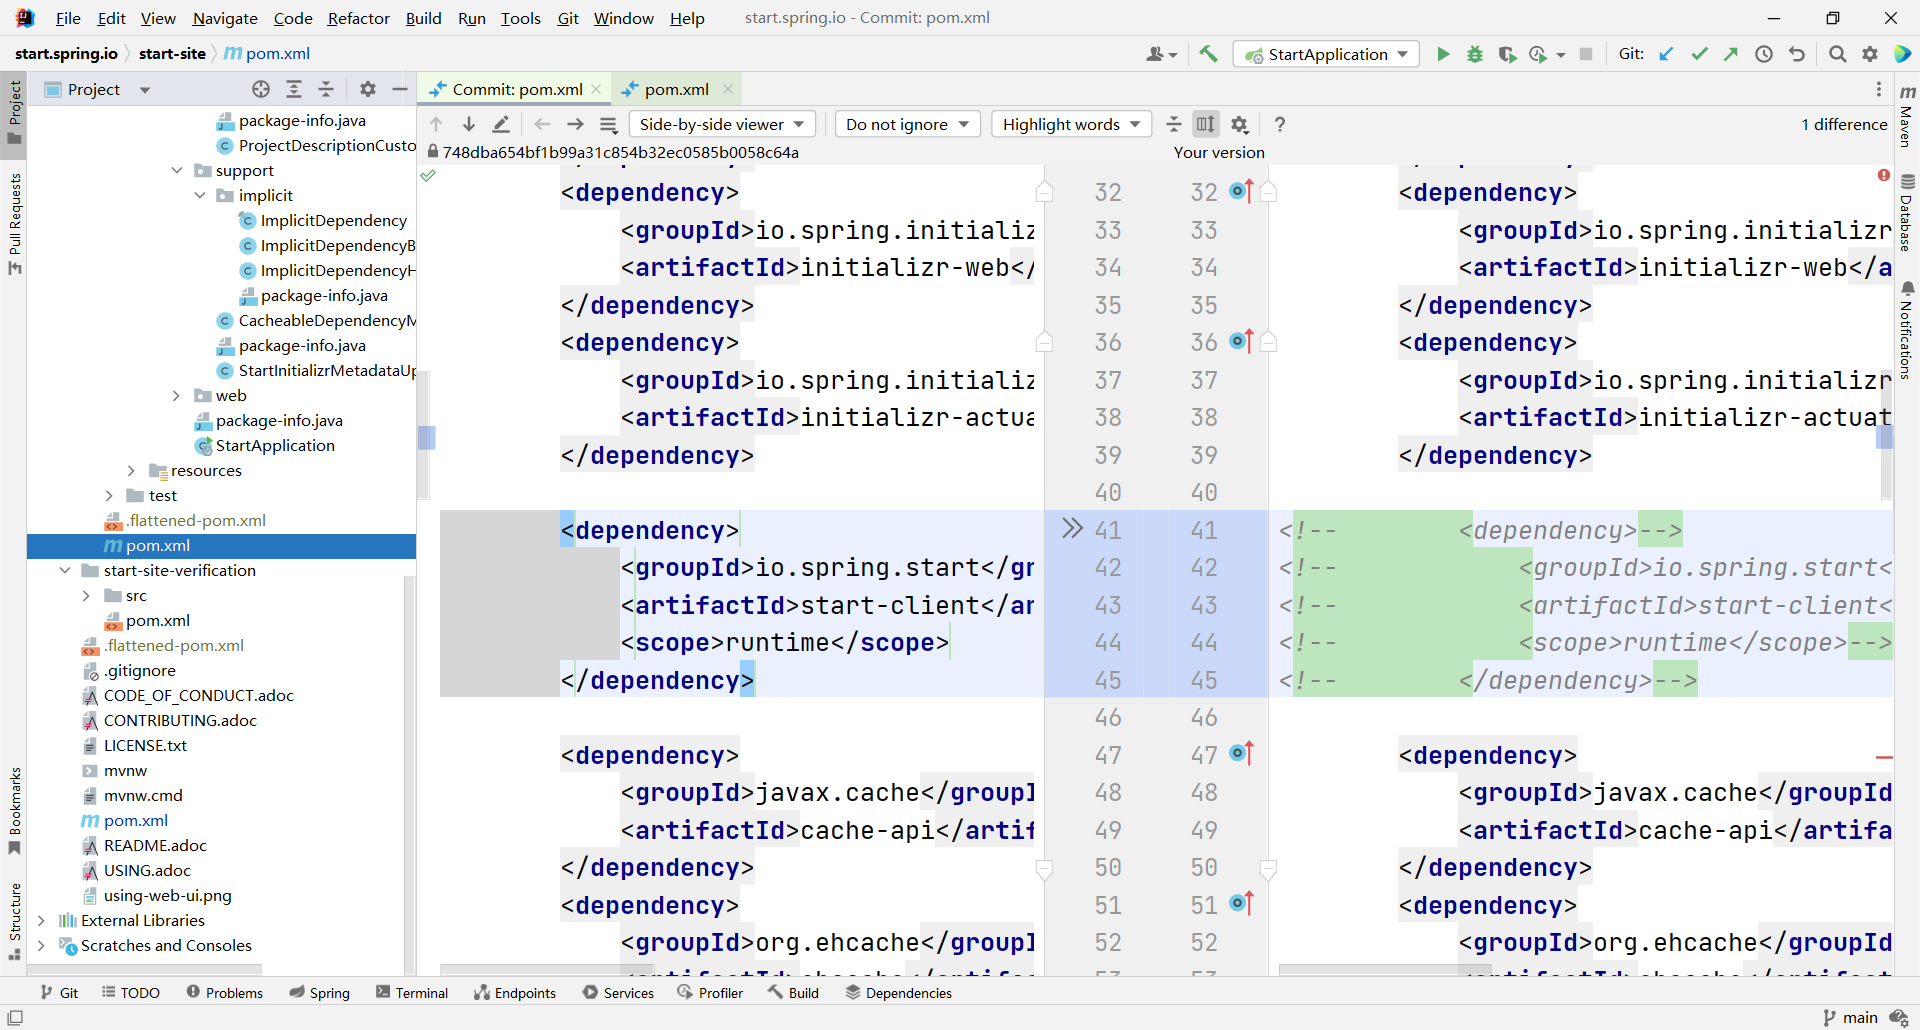 File Edit View Navigate Code Refactor Build Run Tools Git Window Help start.spring.io - Commit: pom.xml
start.spring.io start-site m pom.xml StartApplication Git:
Project
Commit: pom.xml
pom.xml
Side-by-side viewer Do not ignore Highlight words ? 1 difference
748dba654bf1b99a31c854b32ec0585b0058c64a
Your version
Project
Pull Requests
Bookmarks
Structure
package-info.java
ProjectDescriptionCusto
support
implicit
ImplicitDependency
ImplicitDependencyB
ImplicitDependencyH
package-info.java
CacheableDependencyM
package-info.java
StartInitializrMetadataUp
web
package-info.java
StartApplication
resources
test
.flattened-pom.xml
m pom.xml
start-site-verification
src
pom.xml
.flattened-pom.xml
.gitignore
CODE_OF_CONDUCT.adoc
CONTRIBUTING.adoc
LICENSE.txt
mvnw
mvnw.cmd
m pom.xml
README.adoc
USING.adoc
using-web-ui.png
External Libraries
Scratches and Consoles
<dependency> 32 32 <dependency>
<groupId>io.spring.initializ 33 33 <groupId>io.spring.initializr
<artifactId>initializr-web</ 34 34 <artifactId>initializr-web</a
</dependency> 35 35 </dependency>
<dependency> 36 36 <dependency>
<groupId>io.spring.initializ 37 37 <groupId>io.spring.initializr
<artifactId>initializr-actua 38 38 <artifactId>initializr-actuat
</dependency> 39 39 </dependency>
40 40
<dependency> 41 41 <!-- <dependency>-->
<groupId>io.spring.start</gr 42 42 <!-- <groupId>io.spring.start<
<artifactId>start-client</ar 43 43 <!-- <artifactId>start-client<
<scope>runtime</scope> 44 44 <!-- <scope>runtime</scope>-->
</dependency> 45 45 <!-- </dependency>-->
46 46
<dependency> 47 47 <dependency>
<groupId>javax.cache</groupI 48 48 <groupId>javax.cache</groupId
<artifactId>cache-api</artif 49 49 <artifactId>cache-api</artifa
</dependency> 50 50 </dependency>
<dependency> 51 51 <dependency>
<groupId>org.ehcache</groupI 52 52 <groupId>org.ehcache</groupId
m Maven
Database
Notifications
Git TODO Problems Spring Terminal Endpoints Services Profiler Build Dependencies
main